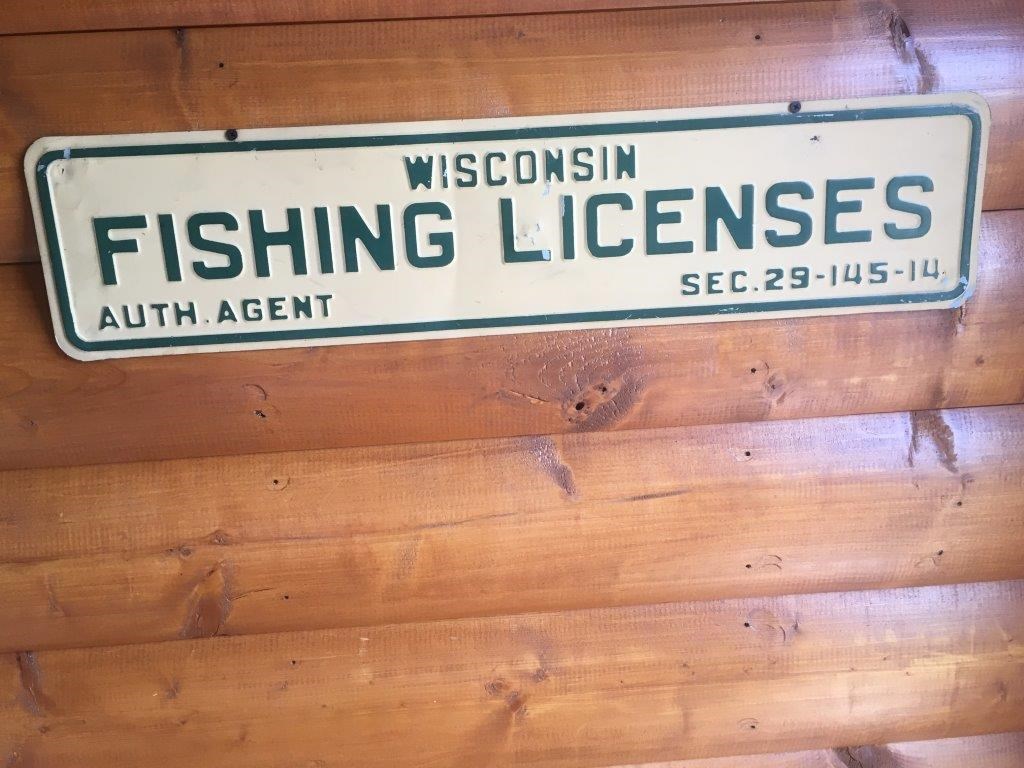 WISCONSIN
FISHING LICENSES
AUTH. AGENT SEC. 29-145-14